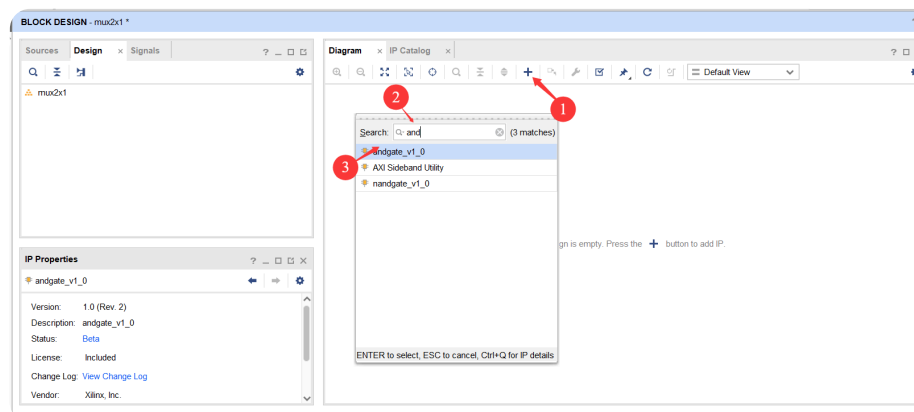 BLOCK DESIGN - mux2x1 *
Sources Design × Signals ? _
Diagram × IP Catalog × ?
mux2x1
Default View
1
2
Search: and (3 matches)
3
andgate_v1_0
AXI Sideband Utility
nandgate_v1_0
gn is empty. Press the + button to add IP.
ENTER to select, ESC to cancel, Ctrl+Q for IP details
IP Properties ? _ ×
andgate_v1_0
Version: 1.0 (Rev. 2)
Description: andgate_v1_0
Status: Beta
License: Included
Change Log: View Change Log
Vendor: Xilinx, Inc.